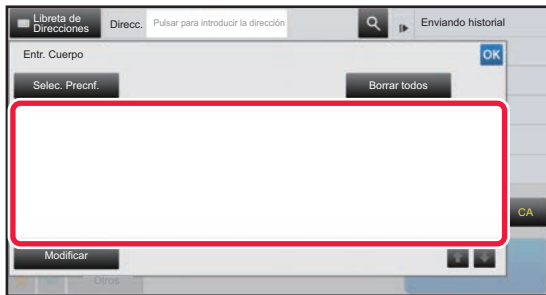 Libreta de
Direcciones
Direcc.
Pulsar para introducir la dirección
Enviando historial
Entr. Cuerpo
OK
Selec. Precnf.
Borrar todos
CA
Modificar
Otros